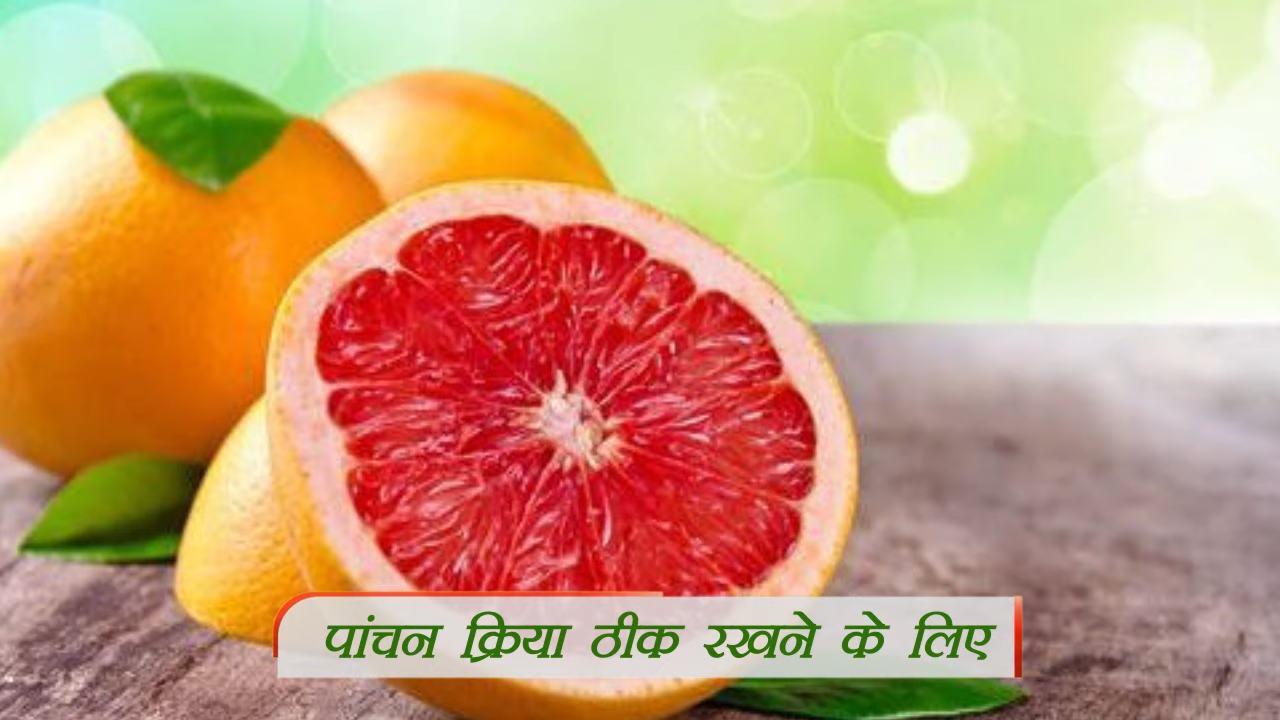 पांचन क्रिया ठीक रखने के लिए